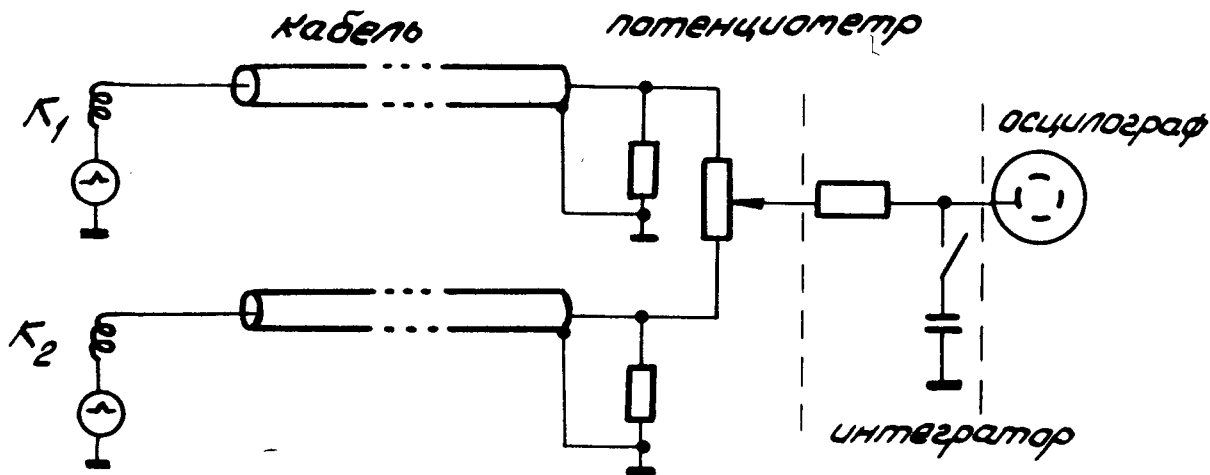 кабель
потенциометр
K1
осцилограф
K2
интегратор